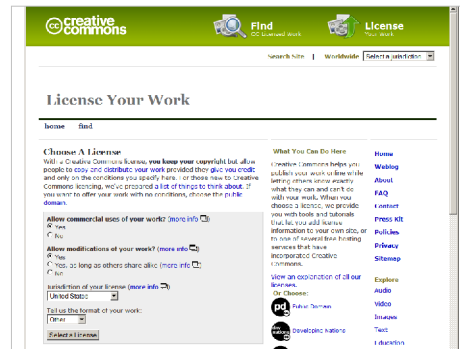 cc creative commons
Find
CC Licensed Work
License
Your Work
Search Site | Worldwide Select a jurisdiction
License Your Work
home find
Choose A License
With a Creative Commons license, you keep your copyright but allow
people to copy and distribute your work provided they give you credit
and only on the conditions you specify here. For those new to Creative
Commons licensing, we've prepared a list of things to think about. If
you want to offer your work with no conditions, choose the public
domain.
Allow commercial uses of your work? (more info)
Yes
No
Allow modifications of your work? (more info)
Yes
Yes, as long as others share alike (more info)
No
Jurisdiction of your license (more info)
United States
Tell us the format of your work:
Other
Select a License
What You Can Do Here
Creative Commons helps you
publish your work online while
letting others know exactly
what they can and can't do
with your work. When you
choose a license, we provide
you with tools and tutorials
that let you add license
information to your own site, or
to one of several free hosting
services that have
incorporated Creative
Commons.
View an explanation of all our
licenses.
Or Choose:
pd Public Domain
dev nations Developing Nations
Home
Weblog
About
FAQ
Contact
Press Kit
Policies
Privacy
Sitemap
Explore
Audio
Video
Images
Text
Education